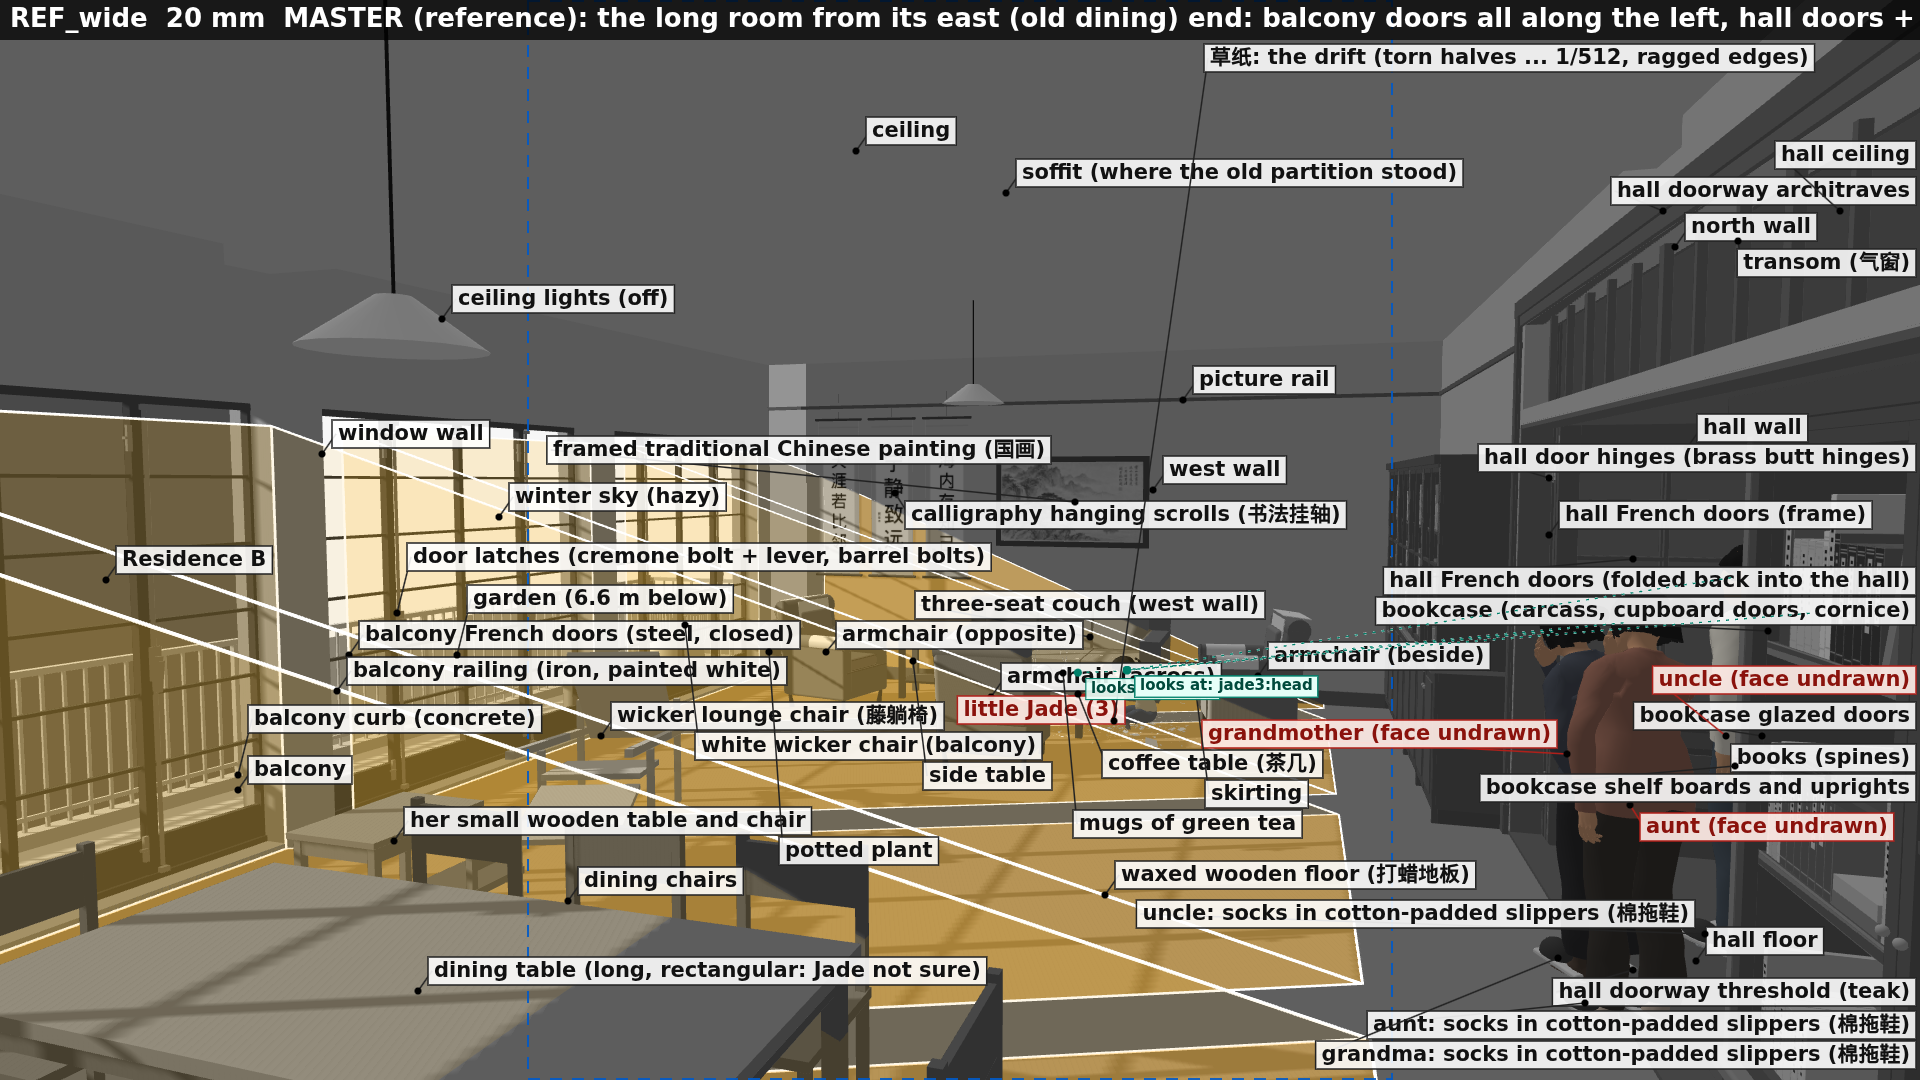 REF_wide 20 mm MASTER (reference): the long room from its east (old dining) end: balcony doors all along the left, hall doors +
草纸: the drift (torn halves ... 1/512, ragged edges)
ceiling
hall ceiling
soffit (where the old partition stood)
hall doorway architraves
north wall
transom (气窗)
ceiling lights (off)
picture rail
window wall
hall wall
framed traditional Chinese painting (国画)
hall door hinges (brass butt hinges)
west wall
winter sky (hazy)
calligraphy hanging scrolls (书法挂轴)
hall French doors (frame)
door latches (cremone bolt + lever, barrel bolts)
Residence B
hall French doors (folded back into the hall)
garden (6.6 m below)
three-seat couch (west wall)
bookcase (carcass, cupboard doors, cornice)
balcony French doors (steel, closed)
armchair (opposite)
armchair (beside)
balcony railing (iron, painted white)
armchair (across)
uncle (face undrawn)
looks
looks at: jade3:head
little Jade (3)
balcony curb (concrete)
wicker lounge chair (藤躺椅)
bookcase glazed doors
grandmother (face undrawn)
white wicker chair (balcony)
books (spines)
balcony
side table
coffee table (茶几)
bookcase shelf boards and uprights
skirting
her small wooden table and chair
mugs of green tea
aunt (face undrawn)
potted plant
dining chairs
waxed wooden floor (打蜡地板)
uncle: socks in cotton-padded slippers (棉拖鞋)
hall floor
dining table (long, rectangular: Jade not sure)
hall doorway threshold (teak)
aunt: socks in cotton-padded slippers (棉拖鞋)
grandma: socks in cotton-padded slippers (棉拖鞋)